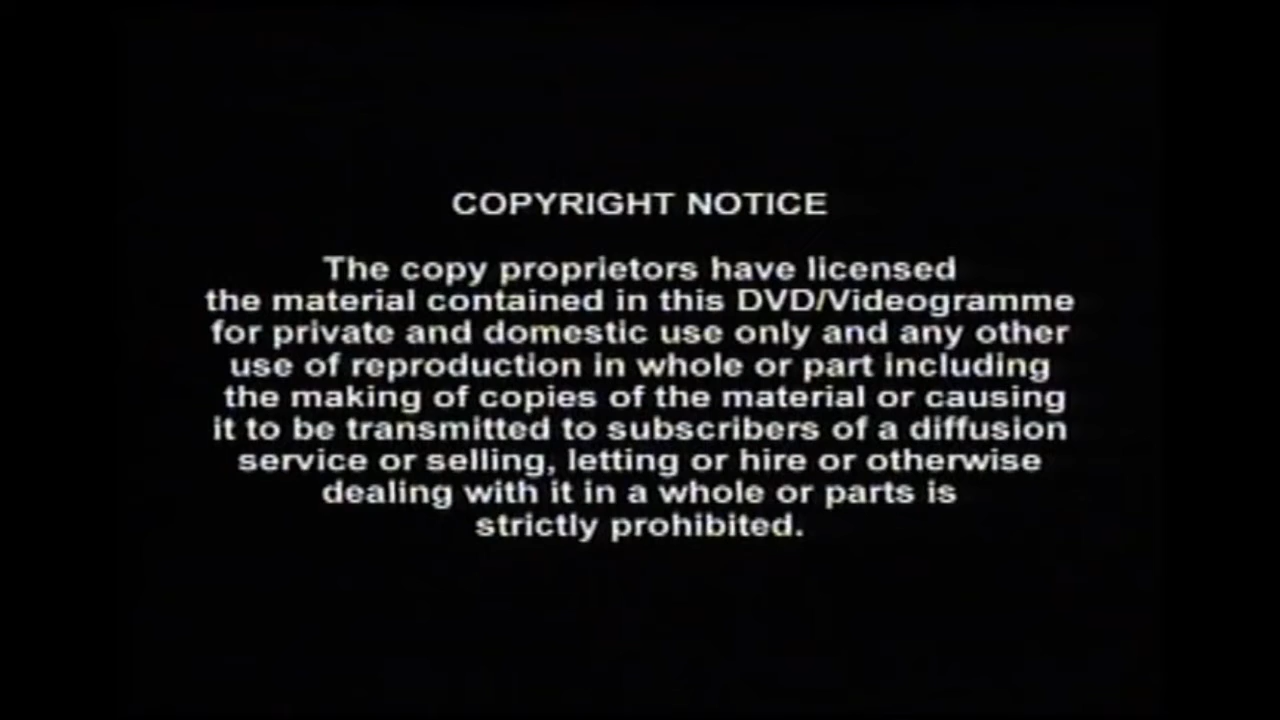 COPYRIGHT NOTICE
The copy proprietors have licensed
the material contained in this DVD/Videogramme
for private and domestic use only and any other
use of reproduction in whole or part including
the making of copies of the material or causing
it to be transmitted to subscribers of a diffusion
service or selling, letting or hire or otherwise
dealing with it in a whole or parts is
strictly prohibited.